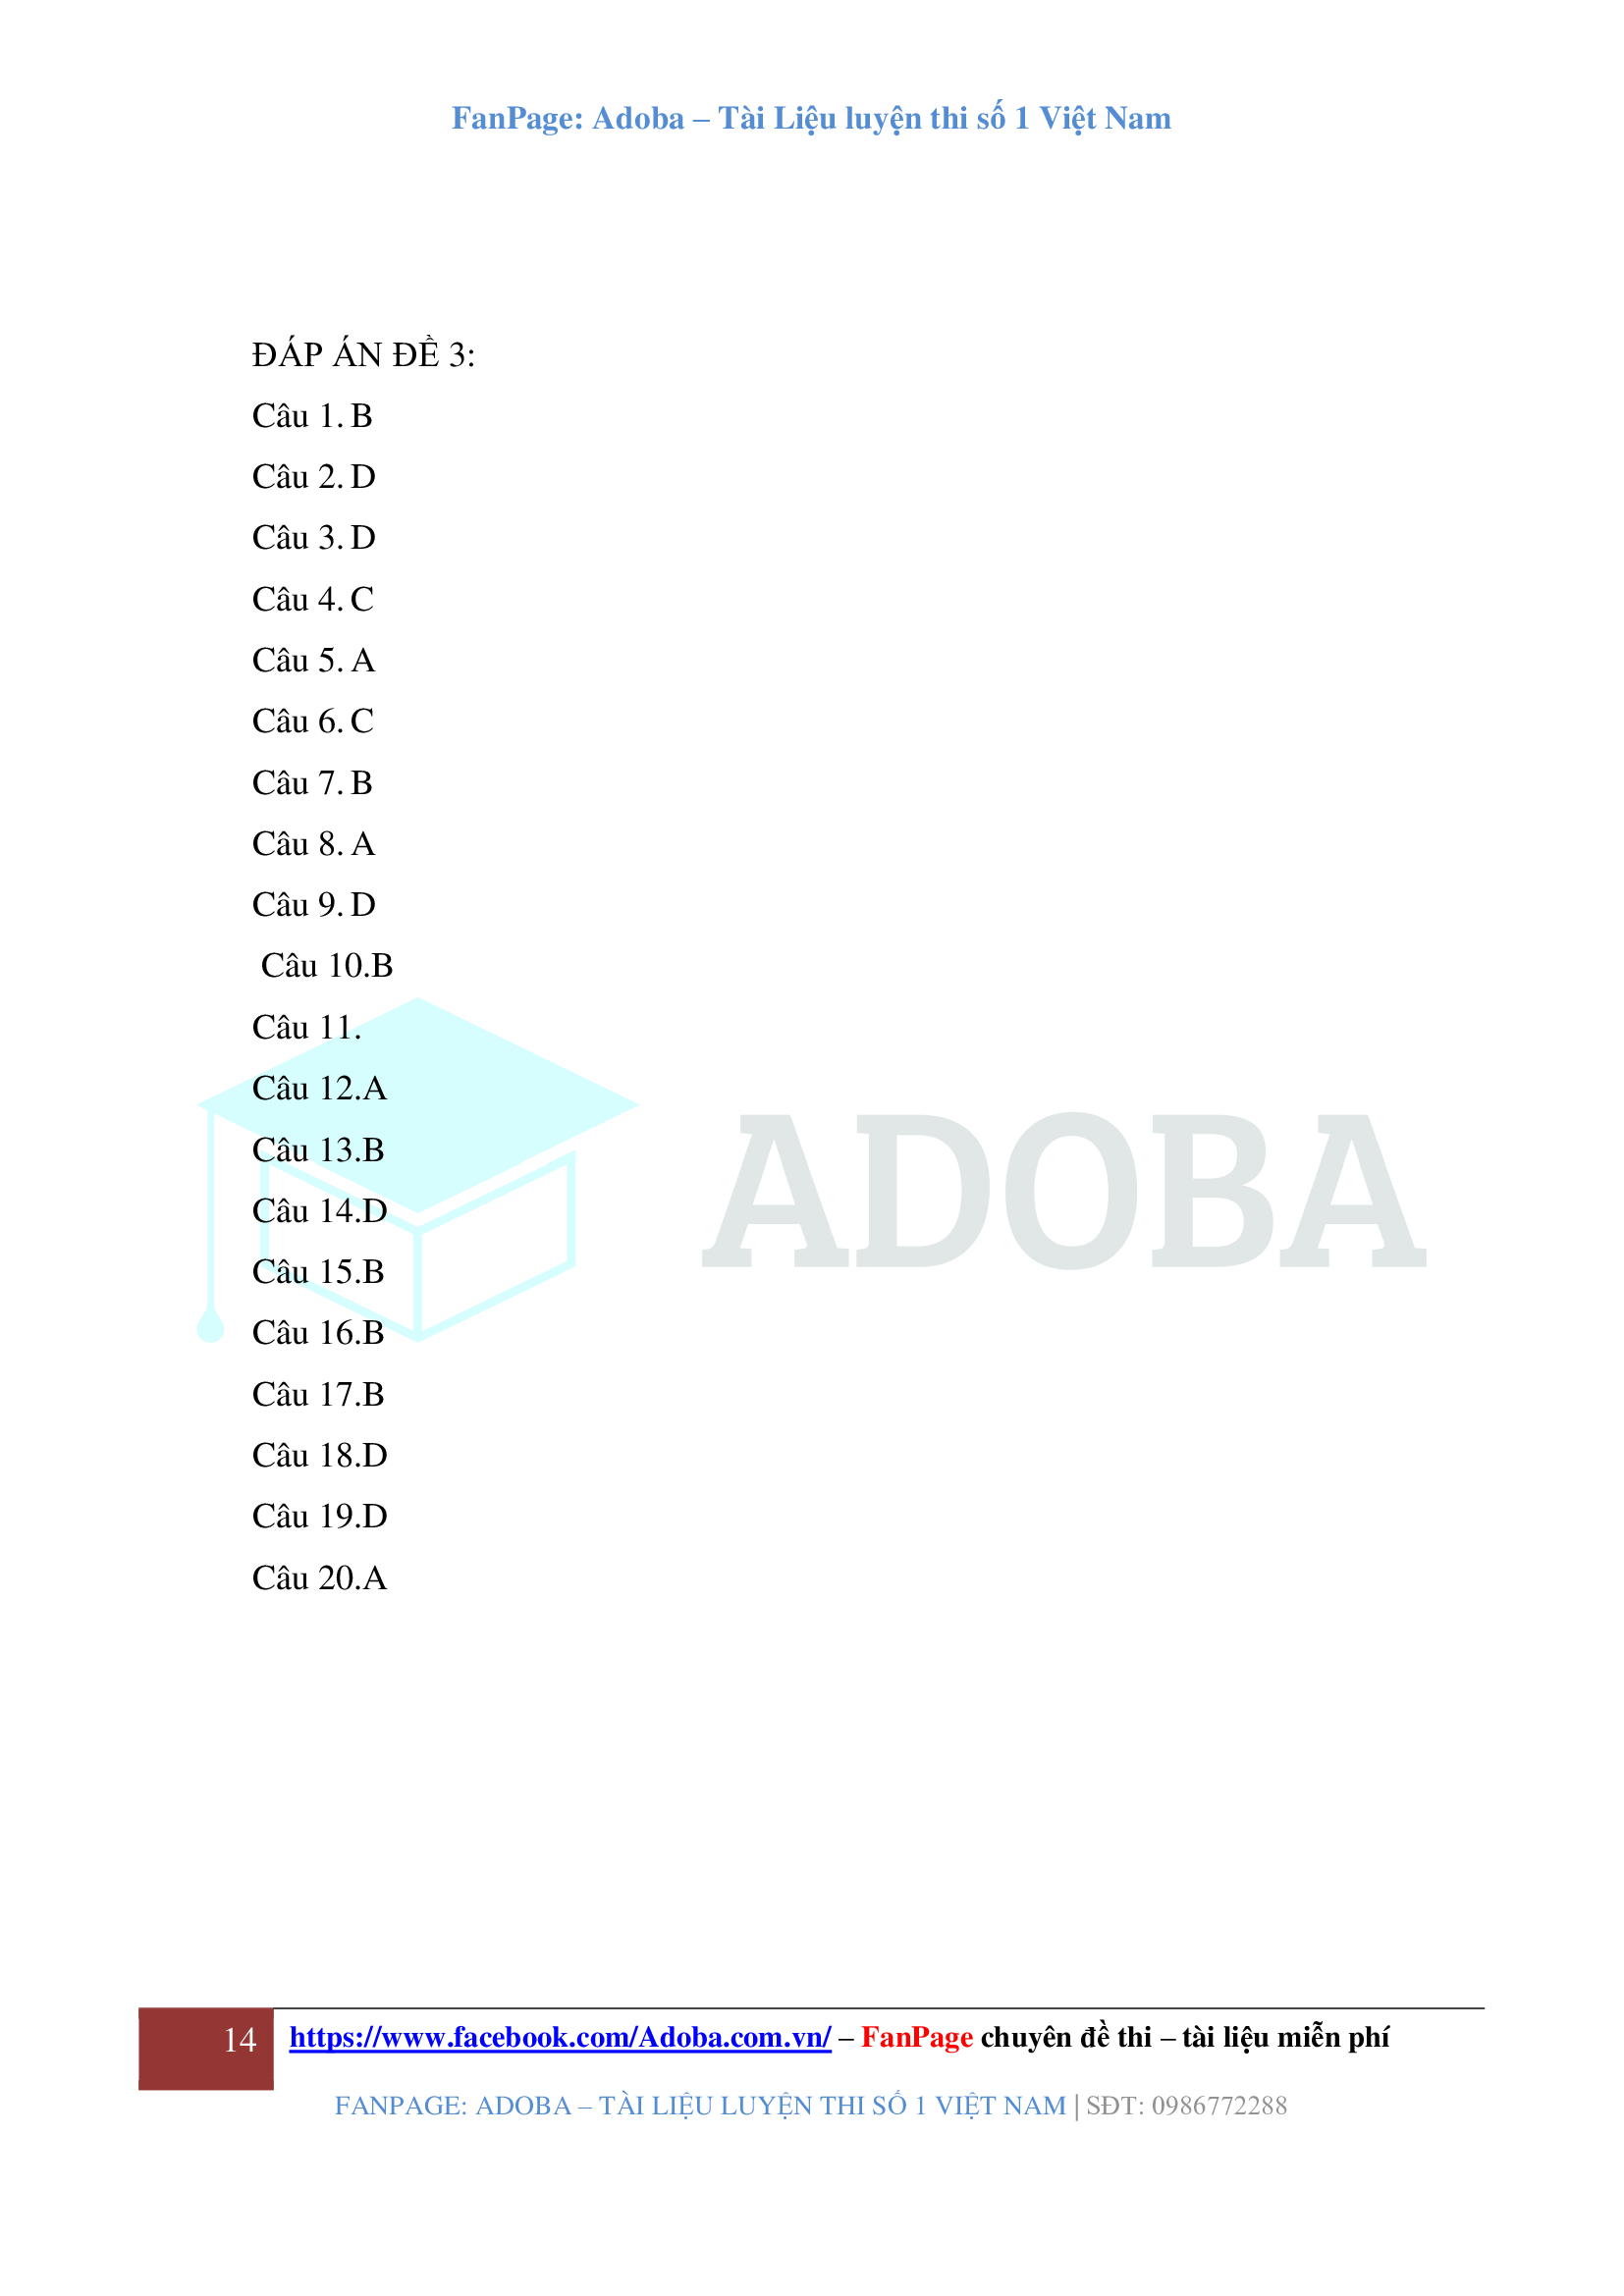 FanPage: Adoba – Tài Liệu luyện thi số 1 Việt Nam
ĐÁP ÁN ĐỀ 3:
Câu 1. B
Câu 2. D
Câu 3. D
Câu 4. C
Câu 5. A
Câu 6. C
Câu 7. B
Câu 8. A
Câu 9. D
Câu 10.B
Câu 11.
Câu 12.A
Câu 13.B
Câu 14.D
Câu 15.B
Câu 16.B
Câu 17.B
Câu 18.D
Câu 19.D
Câu 20.A
ADOBA
14 https://www.facebook.com/Adoba.com.vn/ – FanPage chuyên đề thi – tài liệu miễn phí
FANPAGE: ADOBA – TÀI LIỆU LUYỆN THI SỐ 1 VIỆT NAM | SĐT: 0986772288